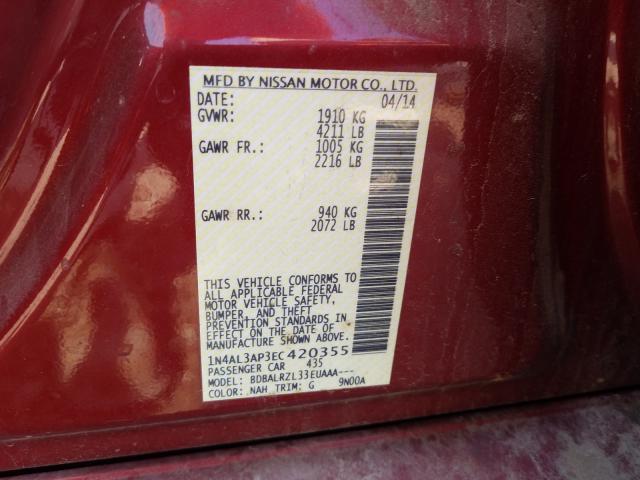 MFD BY NISSAN MOTOR CO., LTD.
DATE: 04/14
GVWR: 1910 KG
4211 LB
GAWR FR.: 1005 KG
2216 LB
GAWR RR.: 940 KG
2072 LB
THIS VEHICLE CONFORMS TO
ALL APPLICABLE FEDERAL
MOTOR VEHICLE SAFETY,
BUMPER, AND THEFT
PREVENTION STANDARDS IN
EFFECT ON THE DATE OF
MANUFACTURE SHOWN ABOVE.
1N4AL3AP3EC420355
PASSENGER CAR 435
MODEL: BDBALRZL33EUAAA---
COLOR: NAH TRIM: G 9N00A